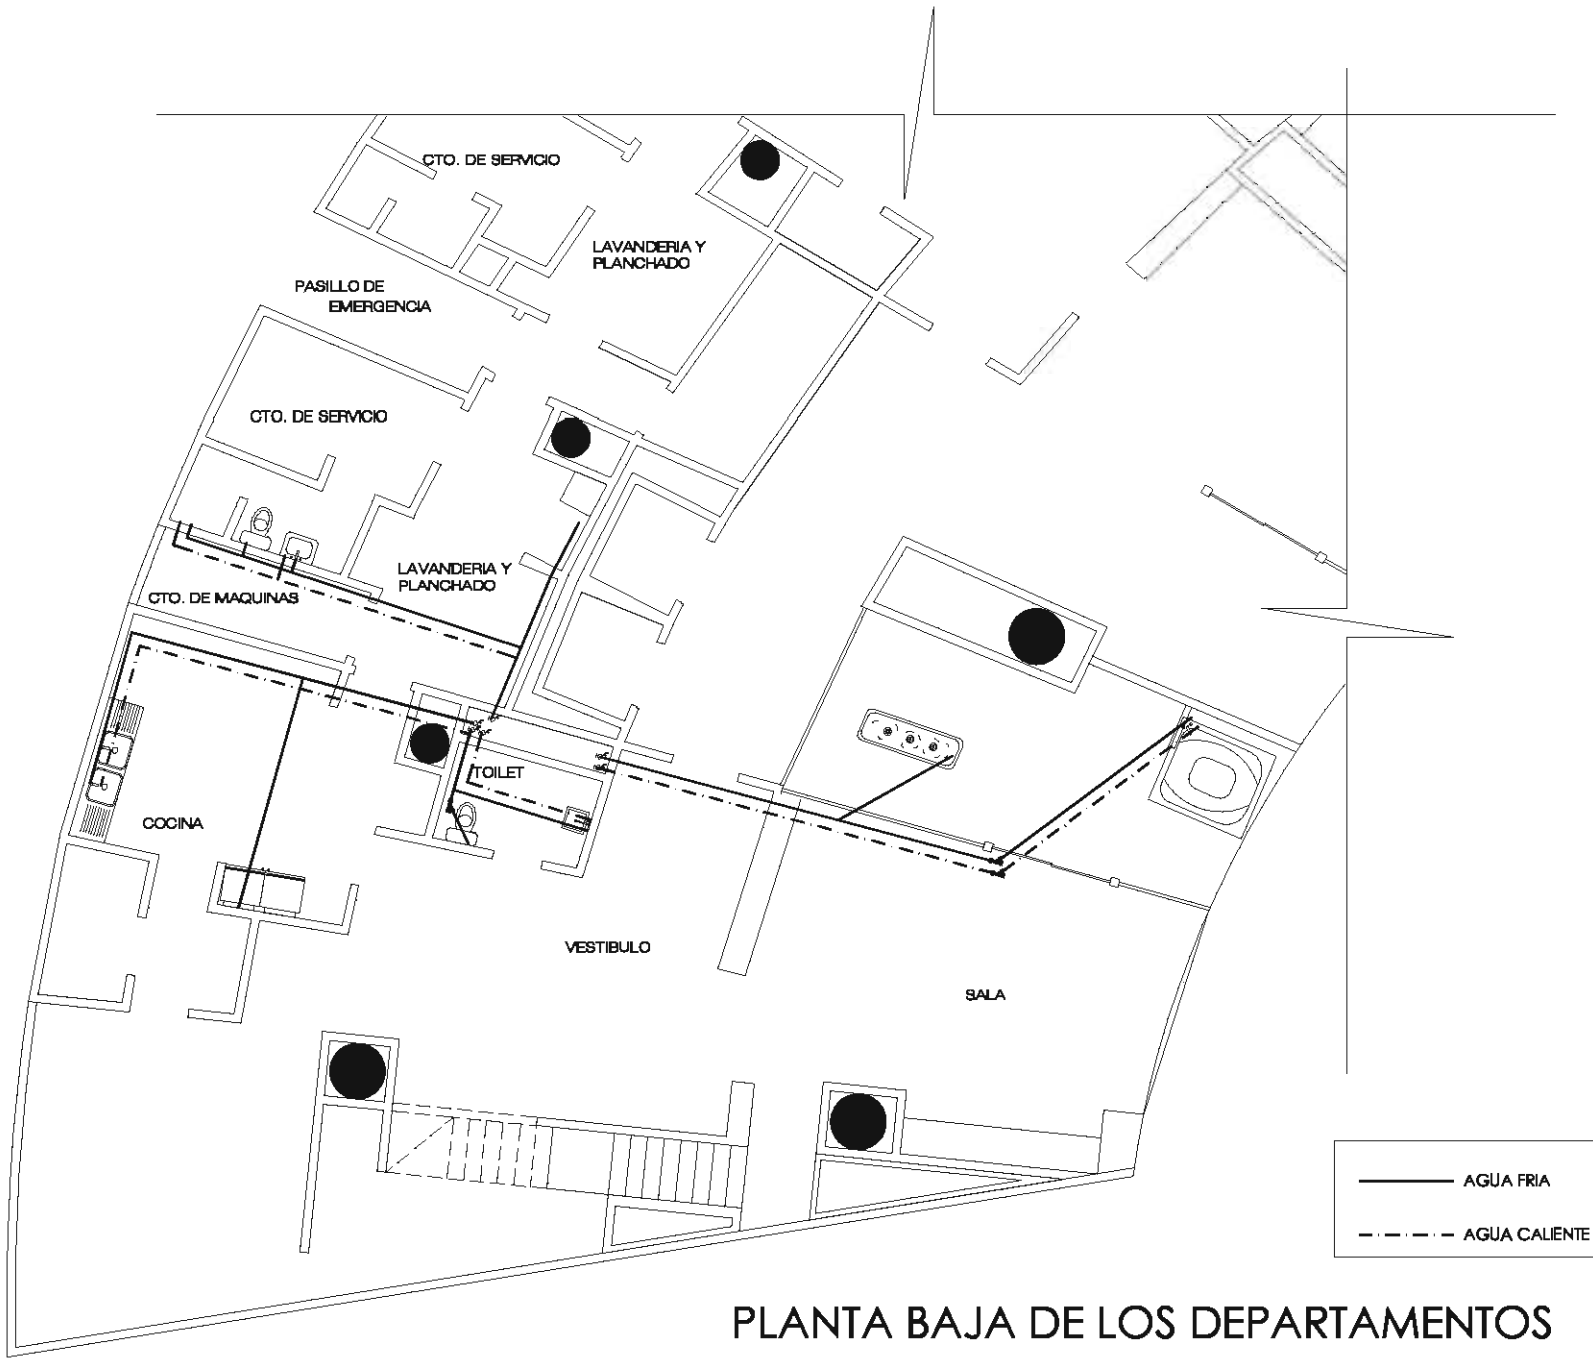 CTO. DE SERVICIO
LAVANDERIA Y
PLANCHADO
PASILLO DE
EMERGENCIA
CTO. DE SERVICIO
LAVANDERIA Y
PLANCHADO
CTO. DE MAQUINAS
TOILET
COCINA
VESTIBULO
SALA
AGUA FRIA
AGUA CALIENTE
PLANTA BAJA DE LOS DEPARTAMENTOS